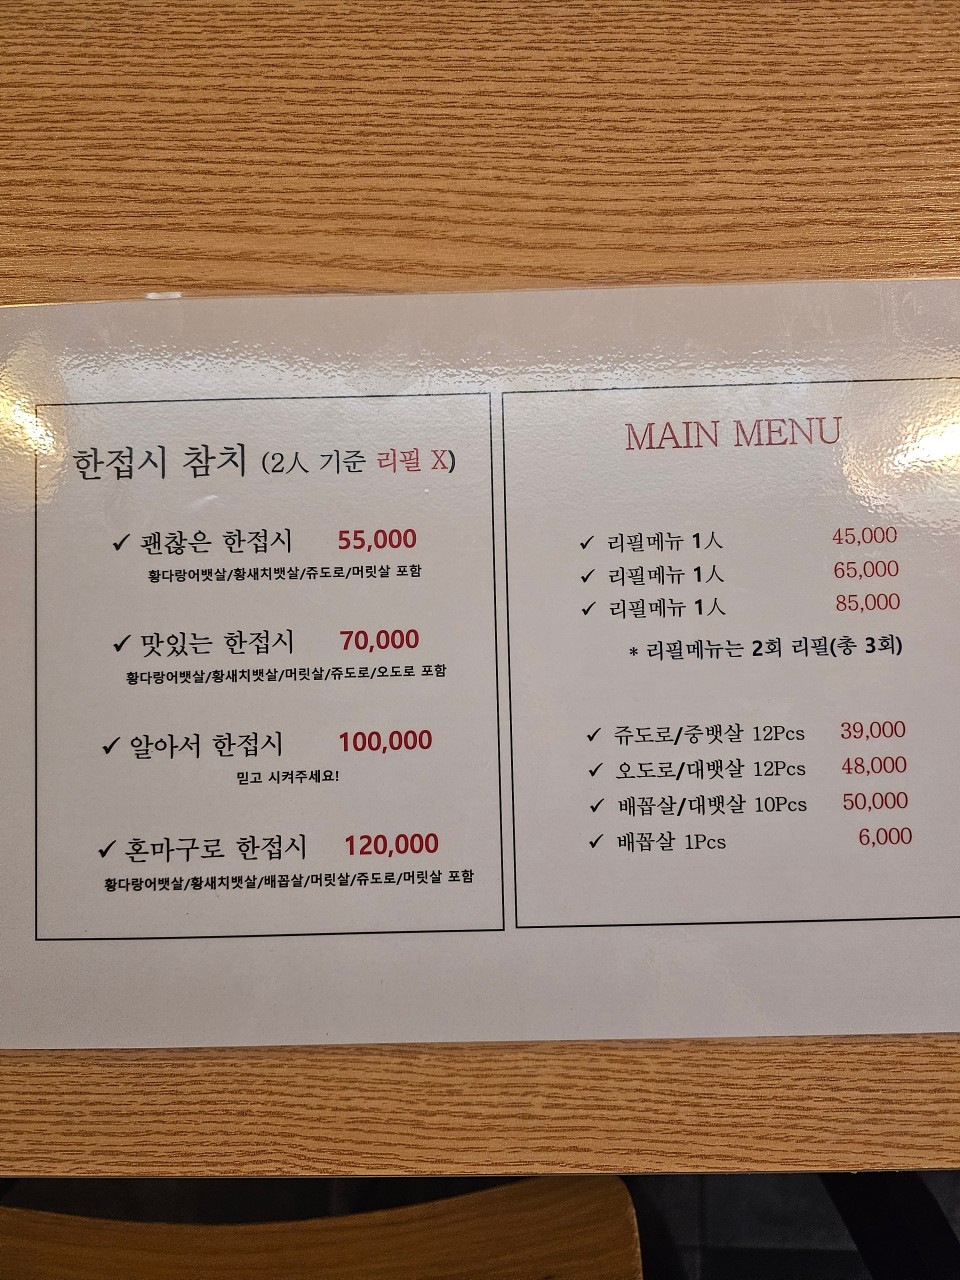 한접시 참치 (2人 기준 리필 X)
✓ 괜찮은 한접시 55,000
황다랑어뱃살/황새치뱃살/쥬도로/머릿살 포함
✓ 맛있는 한접시 70,000
황다랑어뱃살/황새치뱃살/머릿살/쥬도로/오도로 포함
✓ 알아서 한접시 100,000
믿고 시켜주세요!
✓ 혼마구로 한접시 120,000
황다랑어뱃살/황새치뱃살/배꼽살/머릿살/쥬도로/머릿살 포함
MAIN MENU
✓ 리필메뉴 1人 45,000
✓ 리필메뉴 1人 65,000
✓ 리필메뉴 1人 85,000
* 리필메뉴는 2회 리필(총 3회)
✓ 쥬도로/중뱃살 12Pcs 39,000
✓ 오도로/대뱃살 12Pcs 48,000
✓ 배꼽살/대뱃살 10Pcs 50,000
✓ 배꼽살 1Pcs 6,000